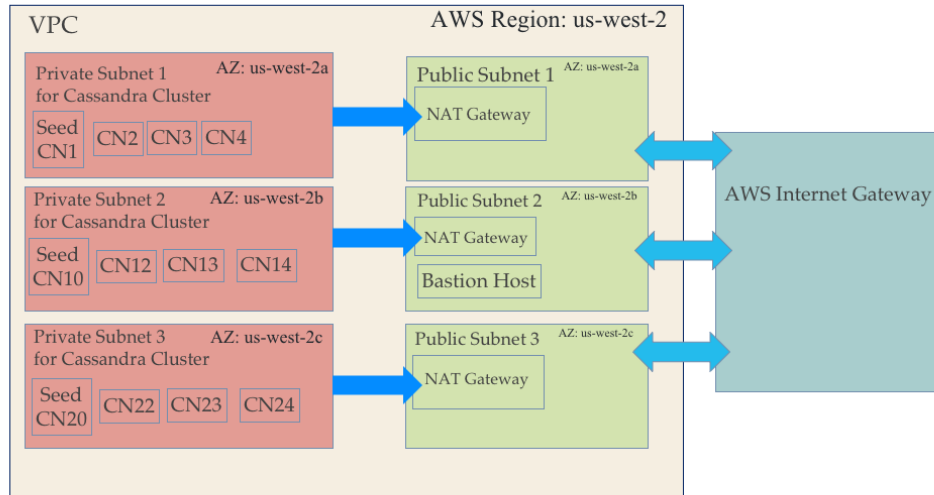 VPC
AWS Region: us-west-2
Private Subnet 1
for Cassandra Cluster
AZ: us-west-2a
Seed
CN1
CN2
CN3
CN4
Public Subnet 1
AZ: us-west-2a
NAT Gateway
Private Subnet 2
for Cassandra Cluster
AZ: us-west-2b
Seed
CN10
CN12
CN13
CN14
Public Subnet 2
AZ: us-west-2b
NAT Gateway
Bastion Host
Private Subnet 3
for Cassandra Cluster
AZ: us-west-2c
Seed
CN20
CN22
CN23
CN24
Public Subnet 3
AZ: us-west-2c
NAT Gateway
AWS Internet Gateway